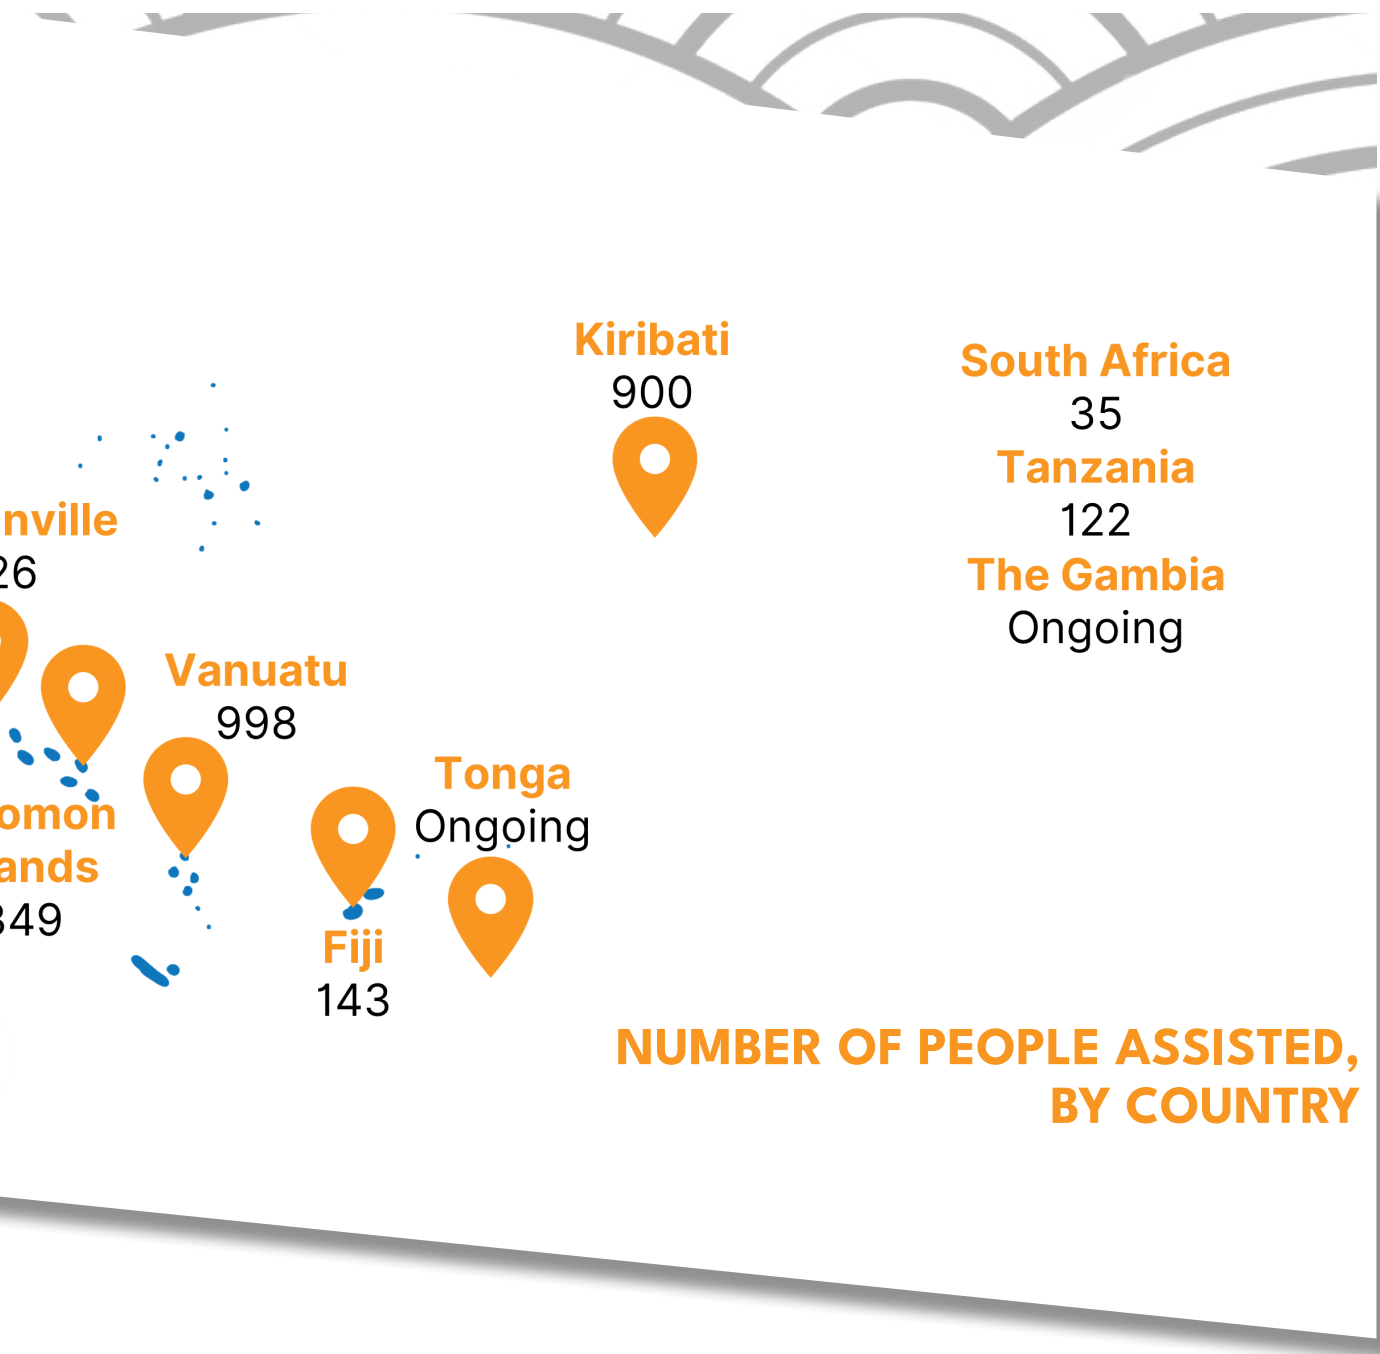 Kiribati
900
South Africa
35
Tanzania
122
The Gambia
Ongoing
nville
26
Vanuatu
998
omon
ands
349
Tonga
Ongoing
Fiji
143
NUMBER OF PEOPLE ASSISTED,
BY COUNTRY